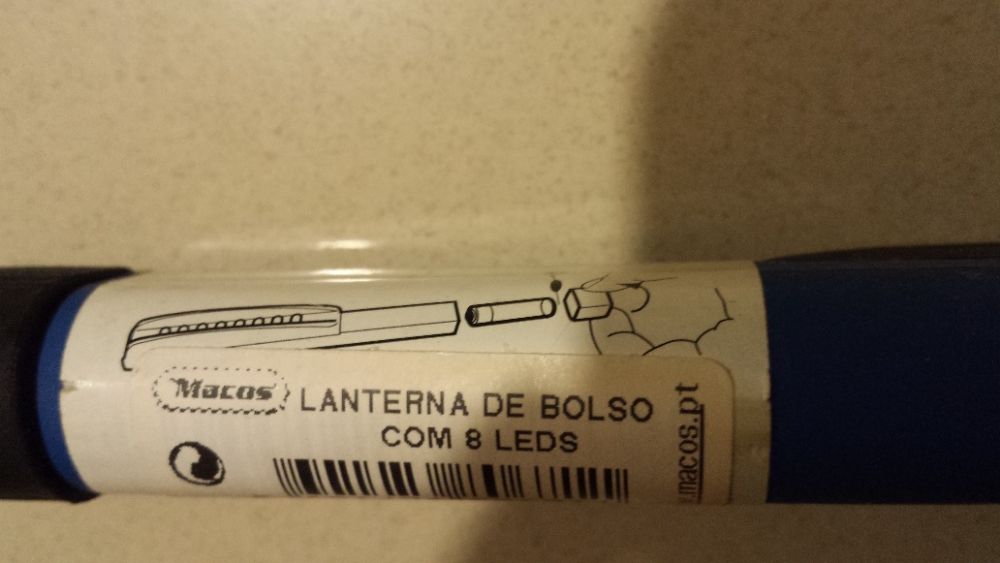 Macos
LANTERNA DE BOLSO
COM 8 LEDS
.macos.pt